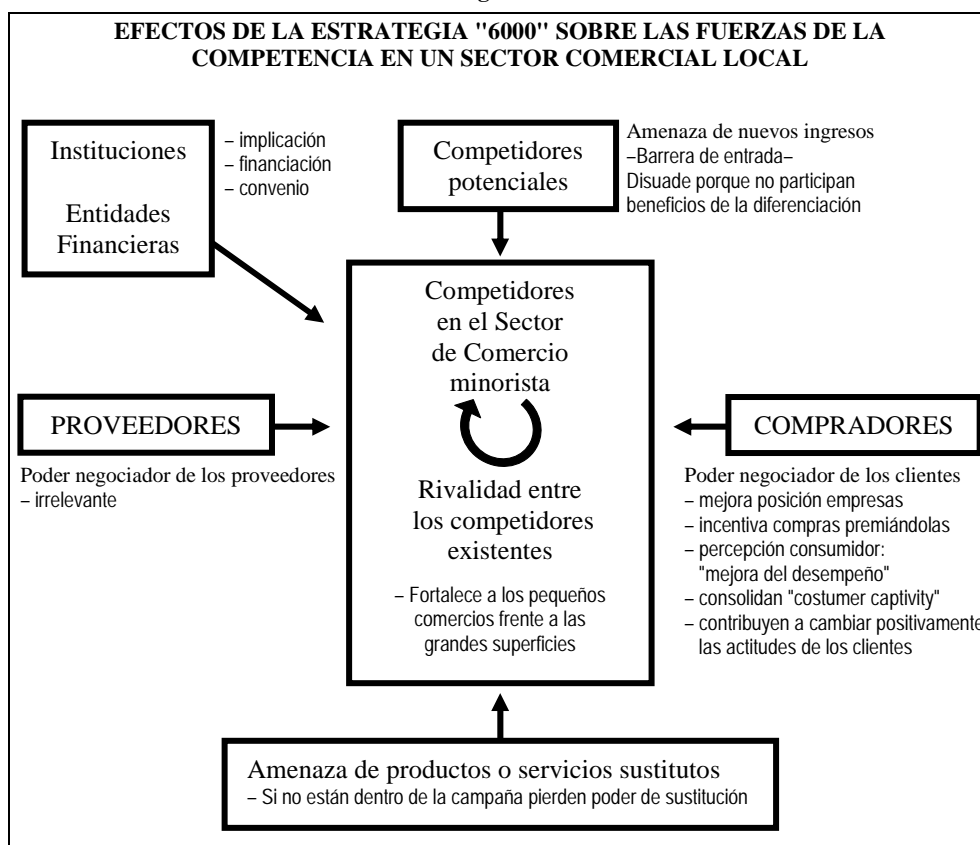 EFECTOS DE LA ESTRATEGIA "6000" SOBRE LAS FUERZAS DE LA
COMPETENCIA EN UN SECTOR COMERCIAL LOCAL
Instituciones
Entidades
Financieras
– implicación
– financiación
– convenio
Competidores
potenciales
Amenaza de nuevos ingresos
–Barrera de entrada–
Disuade porque no participan
beneficios de la diferenciación
Competidores
en el Sector
de Comercio
minorista
Rivalidad entre
los competidores
existentes
– Fortalece a los pequeños
comercios frente a las
grandes superficies
PROVEEDORES
Poder negociador de los proveedores
– irrelevante
COMPRADORES
Poder negociador de los clientes
– mejora posición empresas
– incentiva compras premiándolas
– percepción consumidor:
"mejora del desempeño"
– consolidan "costumer captivity"
– contribuyen a cambiar positivamente
las actitudes de los clientes
Amenaza de productos o servicios sustitutos
– Si no están dentro de la campaña pierden poder de sustitución